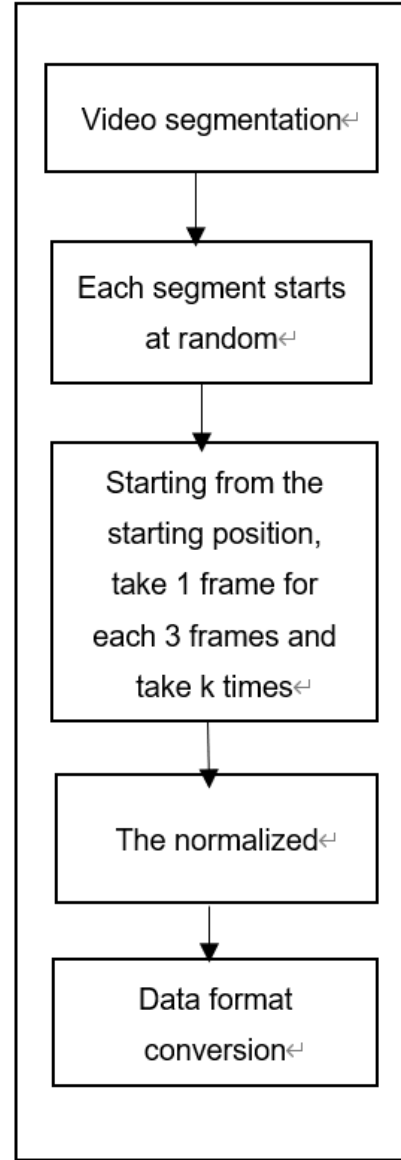 Video segmentation↵
Each segment starts
at random↵
Starting from the
starting position,
take 1 frame for
each 3 frames and
take k times↵
The normalized↵
Data format
conversion↵